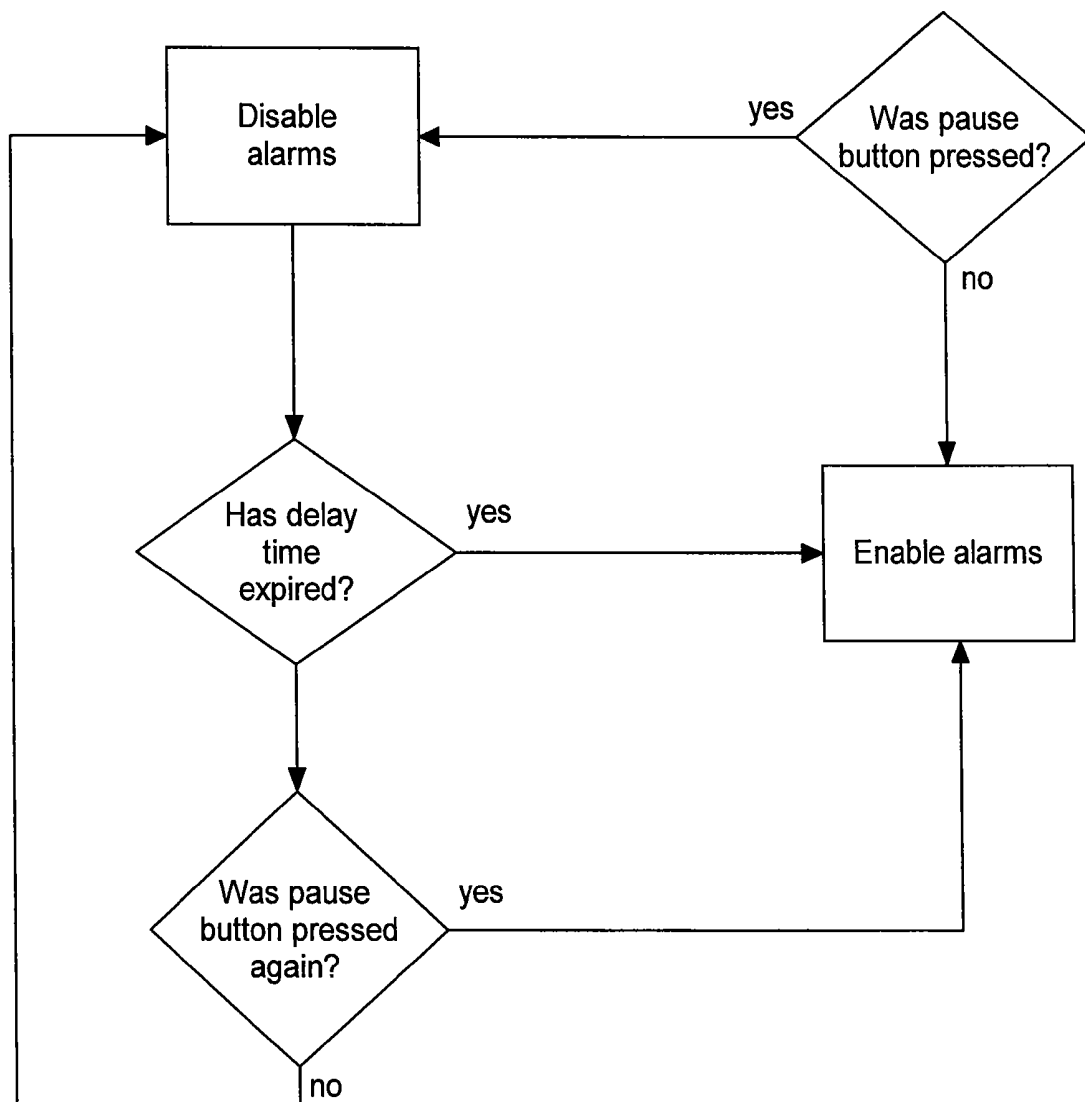 Disable
alarms
yes
Was pause
button pressed?
no
Has delay
time
expired?
yes
Enable alarms
Was pause
button pressed
again?
yes
no